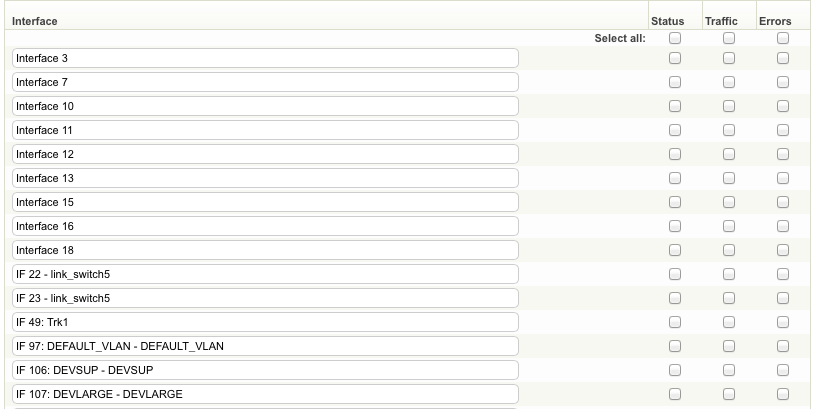 Interface Status Traffic Errors
Select all:
Interface 3
Interface 7
Interface 10
Interface 11
Interface 12
Interface 13
Interface 15
Interface 16
Interface 18
IF 22 - link_switch5
IF 23 - link_switch5
IF 49: Trk1
IF 97: DEFAULT_VLAN - DEFAULT_VLAN
IF 106: DEVSUP - DEVSUP
IF 107: DEVLARGE - DEVLARGE